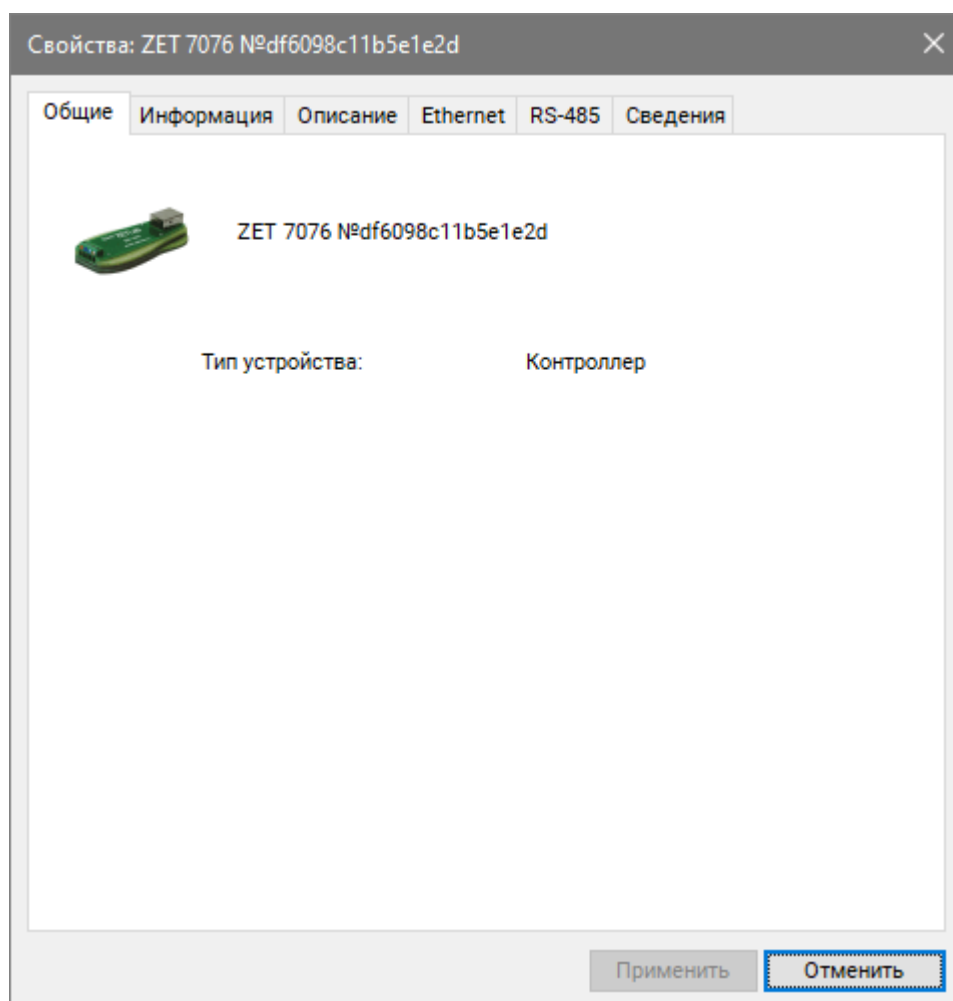 Свойства: ZET 7076 №df6098c11b5e1e2d
Общие Информация Описание Ethernet RS-485 Сведения
ZET 7076 №df6098c11b5e1e2d
Тип устройства: Контроллер
Применить Отменить